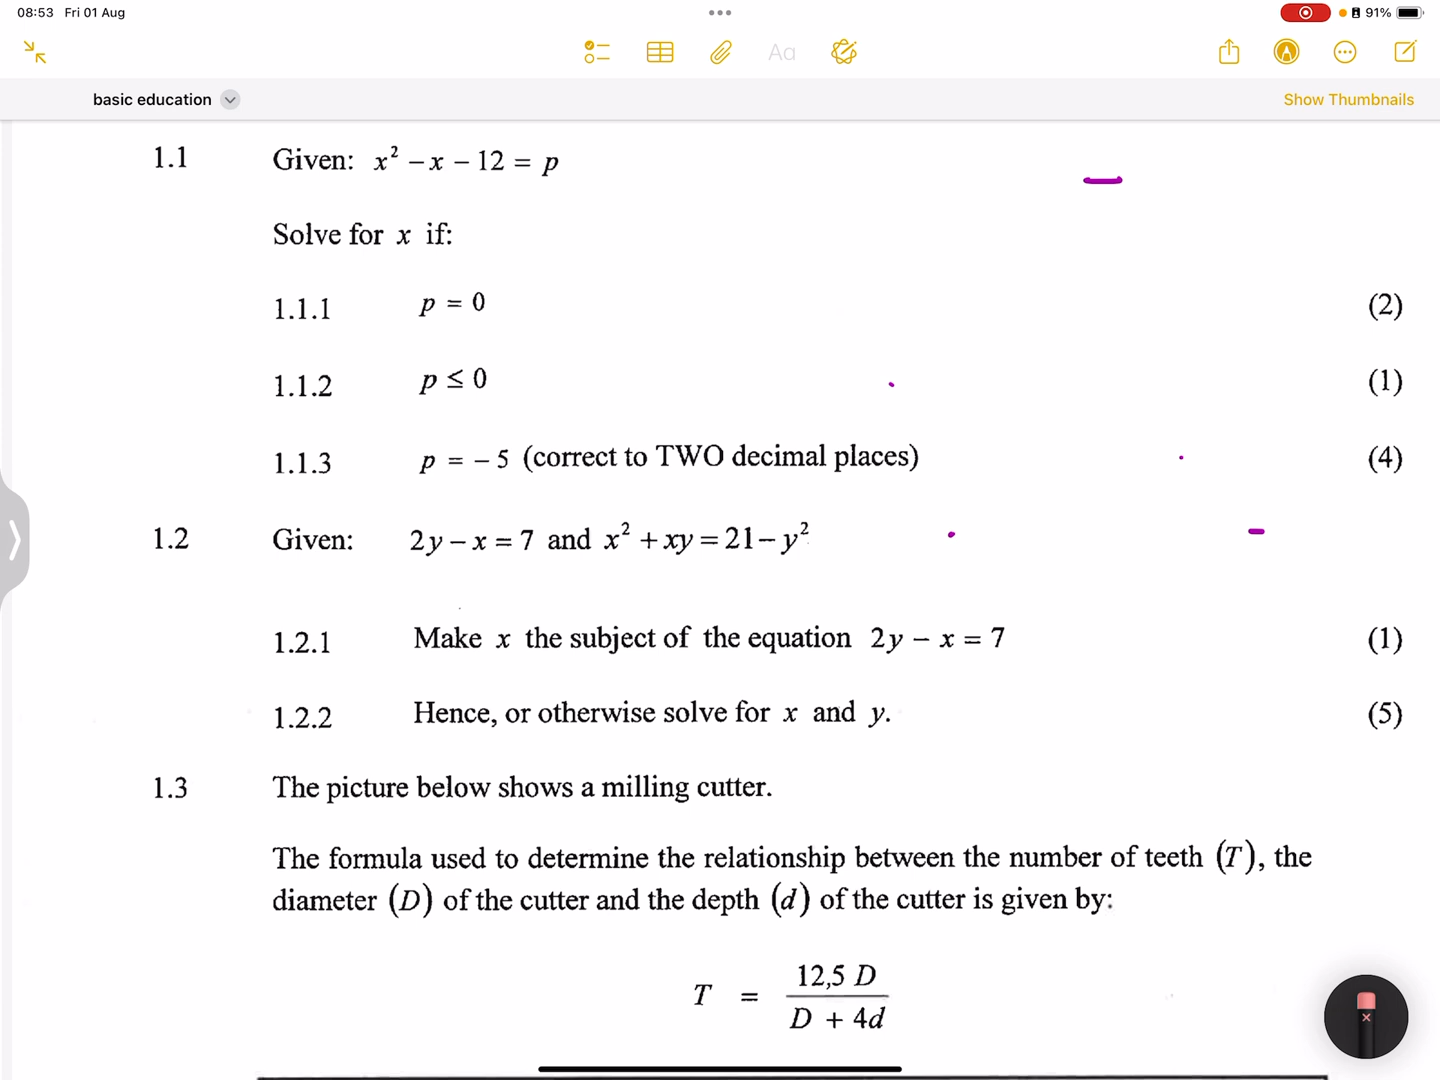 08:53 Fri 01 Aug
91%
Aa
basic education
Show Thumbnails
1.1 Given: x² − x − 12 = p
Solve for x if:
1.1.1 p = 0 (2)
1.1.2 p ≤ 0 (1)
1.1.3 p = − 5 (correct to TWO decimal places) (4)
1.2 Given: 2y − x = 7 and x² + xy = 21 − y²
1.2.1 Make x the subject of the equation 2y − x = 7 (1)
1.2.2 Hence, or otherwise solve for x and y. (5)
1.3 The picture below shows a milling cutter.
The formula used to determine the relationship between the number of teeth (T), the
diameter (D) of the cutter and the depth (d) of the cutter is given by:
T = 12,5 D / D + 4d